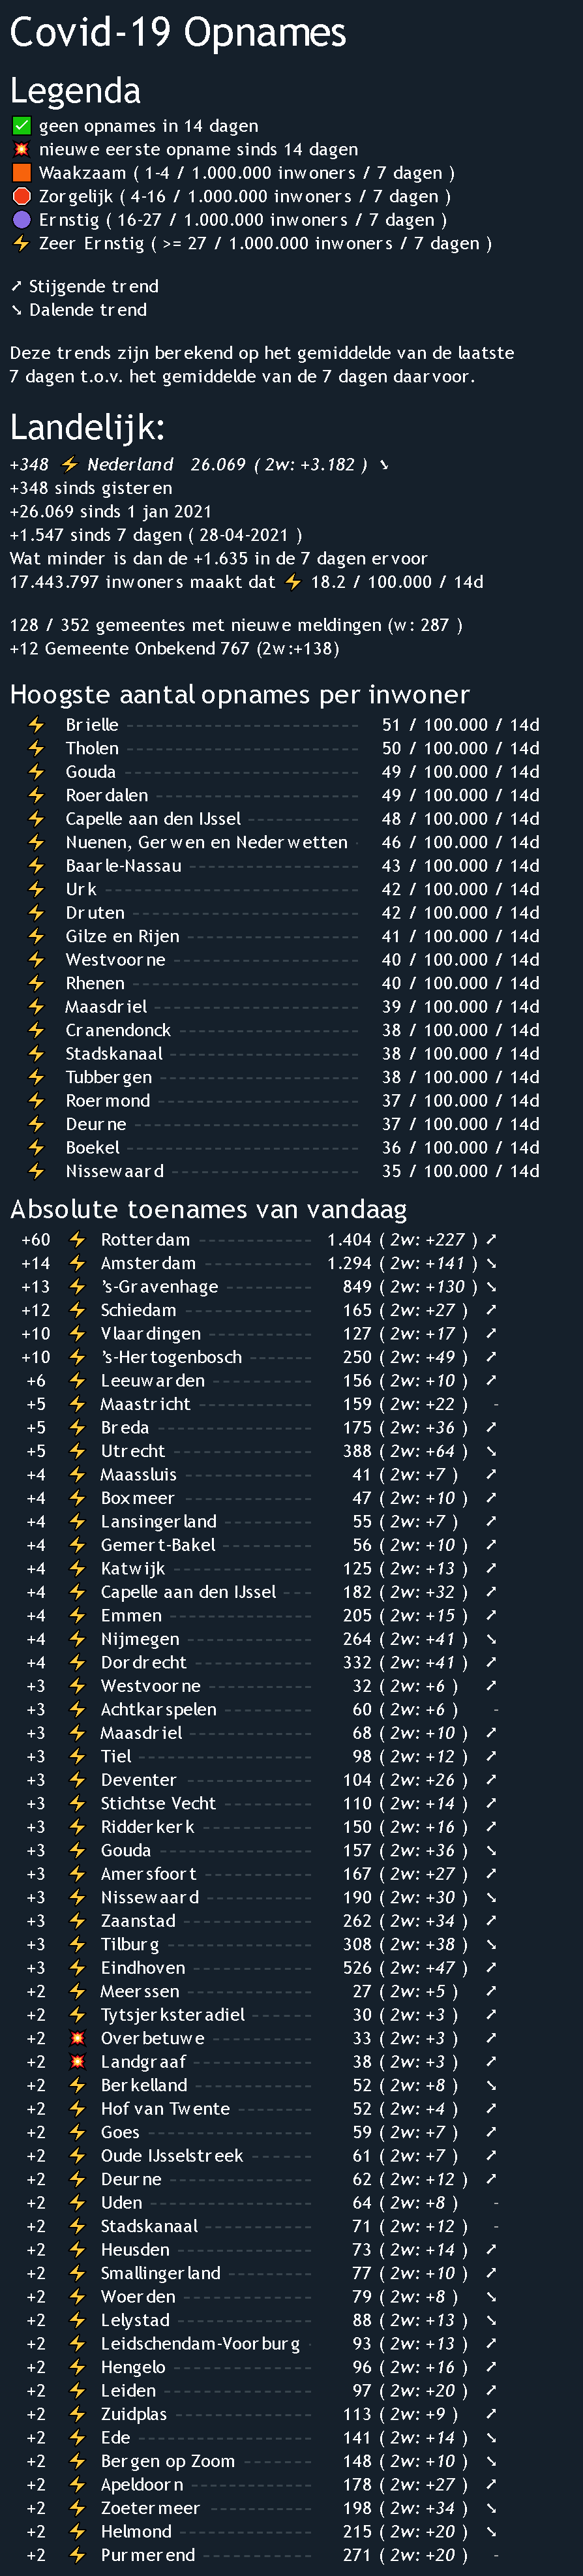 Covid-19 Opnames
Legenda
✅ geen opnames in 14 dagen
💥 nieuwe eerste opname sinds 14 dagen
🟧 Waakzaam ( 1-4 / 1.000.000 inwoners / 7 dagen )
🛑 Zorgelijk ( 4-16 / 1.000.000 inwoners / 7 dagen )
🟣 Ernstig ( 16-27 / 1.000.000 inwoners / 7 dagen )
⚡ Zeer Ernstig ( >= 27 / 1.000.000 inwoners / 7 dagen )
➚ Stijgende trend
➘ Dalende trend
Deze trends zijn berekend op het gemiddelde van de laatste
7 dagen t.o.v. het gemiddelde van de 7 dagen daarvoor.
Landelijk:
+348 ⚡ Nederland 26.069 ( 2w: +3.182 ) ➘
+348 sinds gisteren
+26.069 sinds 1 jan 2021
+1.547 sinds 7 dagen ( 28-04-2021 )
Wat minder is dan de +1.635 in de 7 dagen ervoor
17.443.797 inwoners maakt dat ⚡ 18.2 / 100.000 / 14d
128 / 352 gemeentes met nieuwe meldingen (w: 287 )
+12 Gemeente Onbekend 767 (2w:+138)
Hoogste aantal opnames per inwoner
⚡ Brielle 51 / 100.000 / 14d
⚡ Tholen 50 / 100.000 / 14d
⚡ Gouda 49 / 100.000 / 14d
⚡ Roerdalen 49 / 100.000 / 14d
⚡ Capelle aan den IJssel 48 / 100.000 / 14d
⚡ Nuenen, Gerwen en Nederwetten 46 / 100.000 / 14d
⚡ Baarle-Nassau 43 / 100.000 / 14d
⚡ Urk 42 / 100.000 / 14d
⚡ Druten 42 / 100.000 / 14d
⚡ Gilze en Rijen 41 / 100.000 / 14d
⚡ Westvoorne 40 / 100.000 / 14d
⚡ Rhenen 40 / 100.000 / 14d
⚡ Maasdriel 39 / 100.000 / 14d
⚡ Cranendonck 38 / 100.000 / 14d
⚡ Stadskanaal 38 / 100.000 / 14d
⚡ Tubbergen 38 / 100.000 / 14d
⚡ Roermond 37 / 100.000 / 14d
⚡ Deurne 37 / 100.000 / 14d
⚡ Boekel 36 / 100.000 / 14d
⚡ Nissewaard 35 / 100.000 / 14d
Absolute toenames van vandaag
+60 ⚡ Rotterdam 1.404 ( 2w: +227 ) ➚
+14 ⚡ Amsterdam 1.294 ( 2w: +141 ) ➘
+13 ⚡ 's-Gravenhage 849 ( 2w: +130 ) ➘
+12 ⚡ Schiedam 165 ( 2w: +27 ) ➚
+10 ⚡ Vlaardingen 127 ( 2w: +17 ) ➚
+10 ⚡ 's-Hertogenbosch 250 ( 2w: +49 ) ➚
+6 ⚡ Leeuwarden 156 ( 2w: +10 ) ➚
+5 ⚡ Maastricht 159 ( 2w: +22 ) -
+5 ⚡ Breda 175 ( 2w: +36 ) ➚
+5 ⚡ Utrecht 388 ( 2w: +64 ) ➘
+4 ⚡ Maassluis 41 ( 2w: +7 ) ➚
+4 ⚡ Boxmeer 47 ( 2w: +10 ) ➚
+4 ⚡ Lansingerland 55 ( 2w: +7 ) ➚
+4 ⚡ Gemert-Bakel 56 ( 2w: +10 ) ➚
+4 ⚡ Katwijk 125 ( 2w: +13 ) ➚
+4 ⚡ Capelle aan den IJssel 182 ( 2w: +32 ) ➚
+4 ⚡ Emmen 205 ( 2w: +15 ) ➚
+4 ⚡ Nijmegen 264 ( 2w: +41 ) ➘
+4 ⚡ Dordrecht 332 ( 2w: +41 ) ➚
+3 ⚡ Westvoorne 32 ( 2w: +6 ) ➚
+3 ⚡ Achtkarspelen 60 ( 2w: +6 ) -
+3 ⚡ Maasdriel 68 ( 2w: +10 ) ➚
+3 ⚡ Tiel 98 ( 2w: +12 ) ➚
+3 ⚡ Deventer 104 ( 2w: +26 ) ➚
+3 ⚡ Stichtse Vecht 110 ( 2w: +14 ) ➚
+3 ⚡ Ridderkerk 150 ( 2w: +16 ) ➚
+3 ⚡ Gouda 157 ( 2w: +36 ) ➘
+3 ⚡ Amersfoort 167 ( 2w: +27 ) ➚
+3 ⚡ Nissewaard 190 ( 2w: +30 ) ➘
+3 ⚡ Zaanstad 262 ( 2w: +34 ) ➚
+3 ⚡ Tilburg 308 ( 2w: +38 ) ➘
+3 ⚡ Eindhoven 526 ( 2w: +47 ) ➚
+2 ⚡ Meerssen 27 ( 2w: +5 ) ➚
+2 ⚡ Tytsjerksteradiel 30 ( 2w: +3 ) ➚
+2 💥 Overbetuwe 33 ( 2w: +3 ) ➚
+2 💥 Landgraaf 38 ( 2w: +3 ) ➚
+2 ⚡ Berkelland 52 ( 2w: +8 ) ➘
+2 ⚡ Hof van Twente 52 ( 2w: +4 ) ➚
+2 ⚡ Goes 59 ( 2w: +7 ) ➚
+2 ⚡ Oude IJsselstreek 61 ( 2w: +7 ) ➚
+2 ⚡ Deurne 62 ( 2w: +12 ) ➚
+2 ⚡ Uden 64 ( 2w: +8 ) -
+2 ⚡ Stadskanaal 71 ( 2w: +12 ) -
+2 ⚡ Heusden 73 ( 2w: +14 ) ➚
+2 ⚡ Smallingerland 77 ( 2w: +10 ) ➚
+2 ⚡ Woerden 79 ( 2w: +8 ) ➘
+2 ⚡ Lelystad 88 ( 2w: +13 ) ➘
+2 ⚡ Leidschendam-Voorburg 93 ( 2w: +13 ) ➚
+2 ⚡ Hengelo 96 ( 2w: +16 ) ➚
+2 ⚡ Leiden 97 ( 2w: +20 ) ➚
+2 ⚡ Zuidplas 113 ( 2w: +9 ) ➚
+2 ⚡ Ede 141 ( 2w: +14 ) ➘
+2 ⚡ Bergen op Zoom 148 ( 2w: +10 ) ➘
+2 ⚡ Apeldoorn 178 ( 2w: +27 ) ➚
+2 ⚡ Zoetermeer 198 ( 2w: +34 ) ➘
+2 ⚡ Helmond 215 ( 2w: +20 ) ➘
+2 ⚡ Purmerend 271 ( 2w: +20 ) -